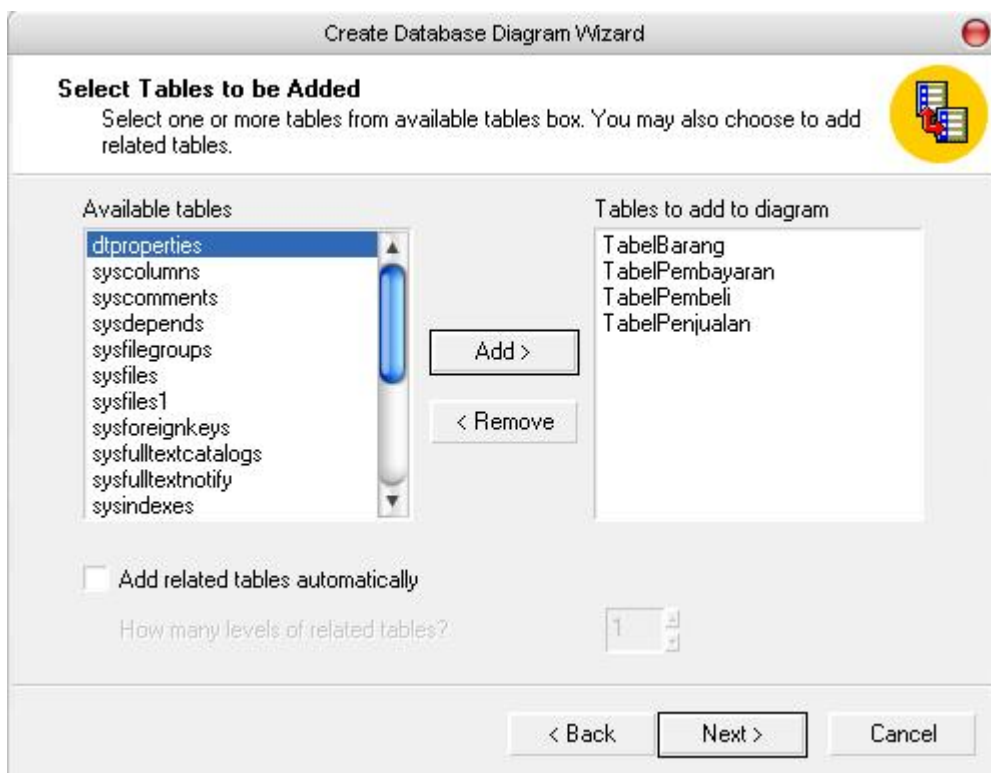 Create Database Diagram Wizard
Select Tables to be Added
Select one or more tables from available tables box. You may also choose to add
related tables.
Available tables
dtproperties
syscolumns
syscomments
sysdepends
sysfilegroups
sysfiles
sysfiles1
sysforeignkeys
sysfulltextcatalogs
sysfulltextnotify
sysindexes
Add >
< Remove
Tables to add to diagram
TabelBarang
TabelPembayaran
TabelPembeli
TabelPenjualan
Add related tables automatically
How many levels of related tables?
1
< Back
Next >
Cancel